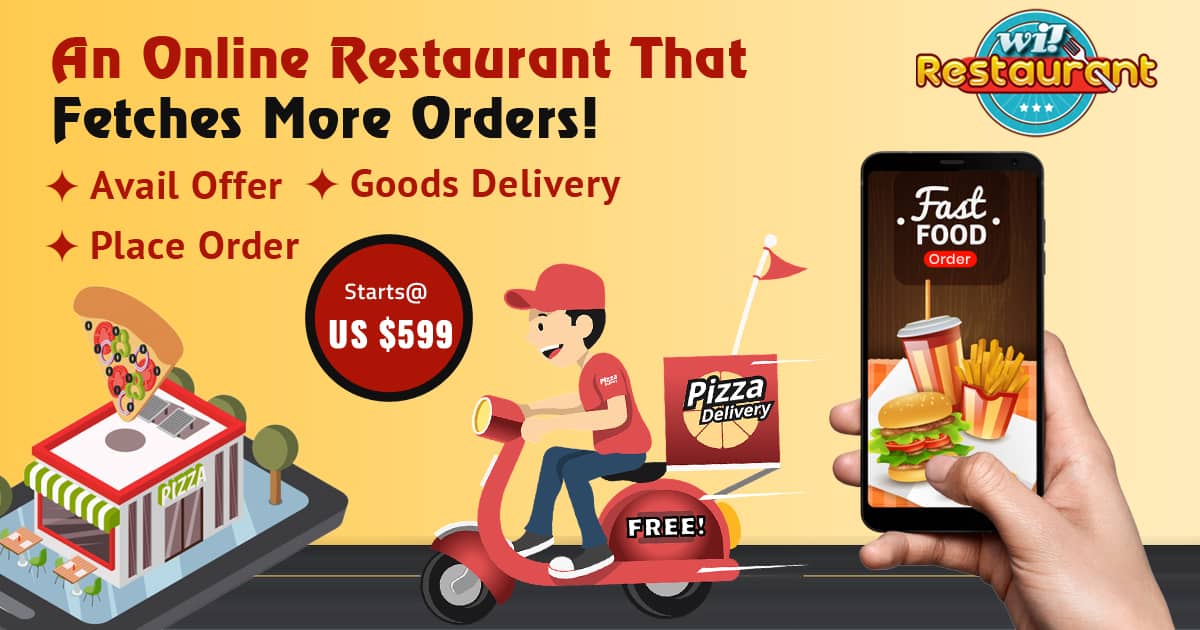 An Online Restaurant That
Fetches More Orders!
Avail Offer
Goods Delivery
Place Order
Starts@
US $599
wi!
Restaurant
Fast
FOOD
Order
Pizza
Delivery
FREE!
PIZZA
Pizza